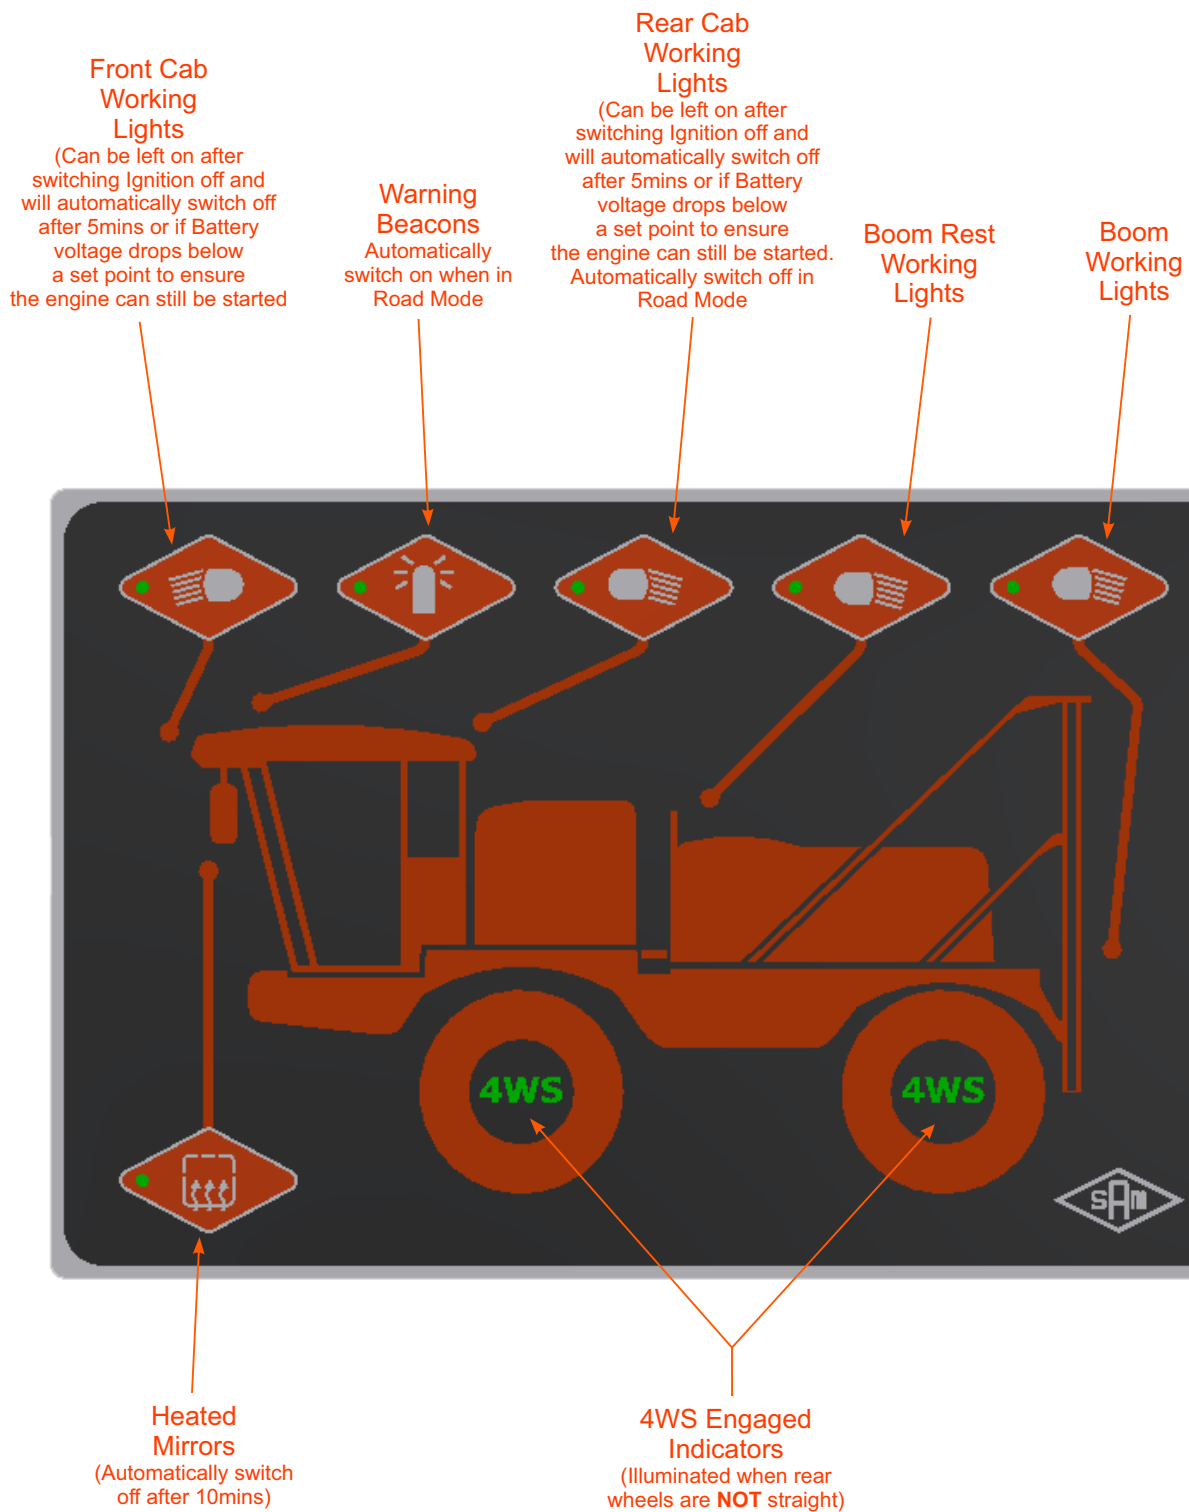 Front Cab
Working
Lights
(Can be left on after
switching Ignition off and
will automatically switch off
after 5mins or if Battery
voltage drops below
a set point to ensure
the engine can still be started
Warning
Beacons
Automatically
switch on when in
Road Mode
Rear Cab
Working
Lights
(Can be left on after
switching Ignition off and
will automatically switch off
after 5mins or if Battery
voltage drops below
a set point to ensure
the engine can still be started.
Automatically switch off in
Road Mode
Boom Rest
Working
Lights
Boom
Working
Lights
4WS
4WS
SAM
Heated
Mirrors
(Automatically switch
off after 10mins)
4WS Engaged
Indicators
(Illuminated when rear
wheels are NOT straight)